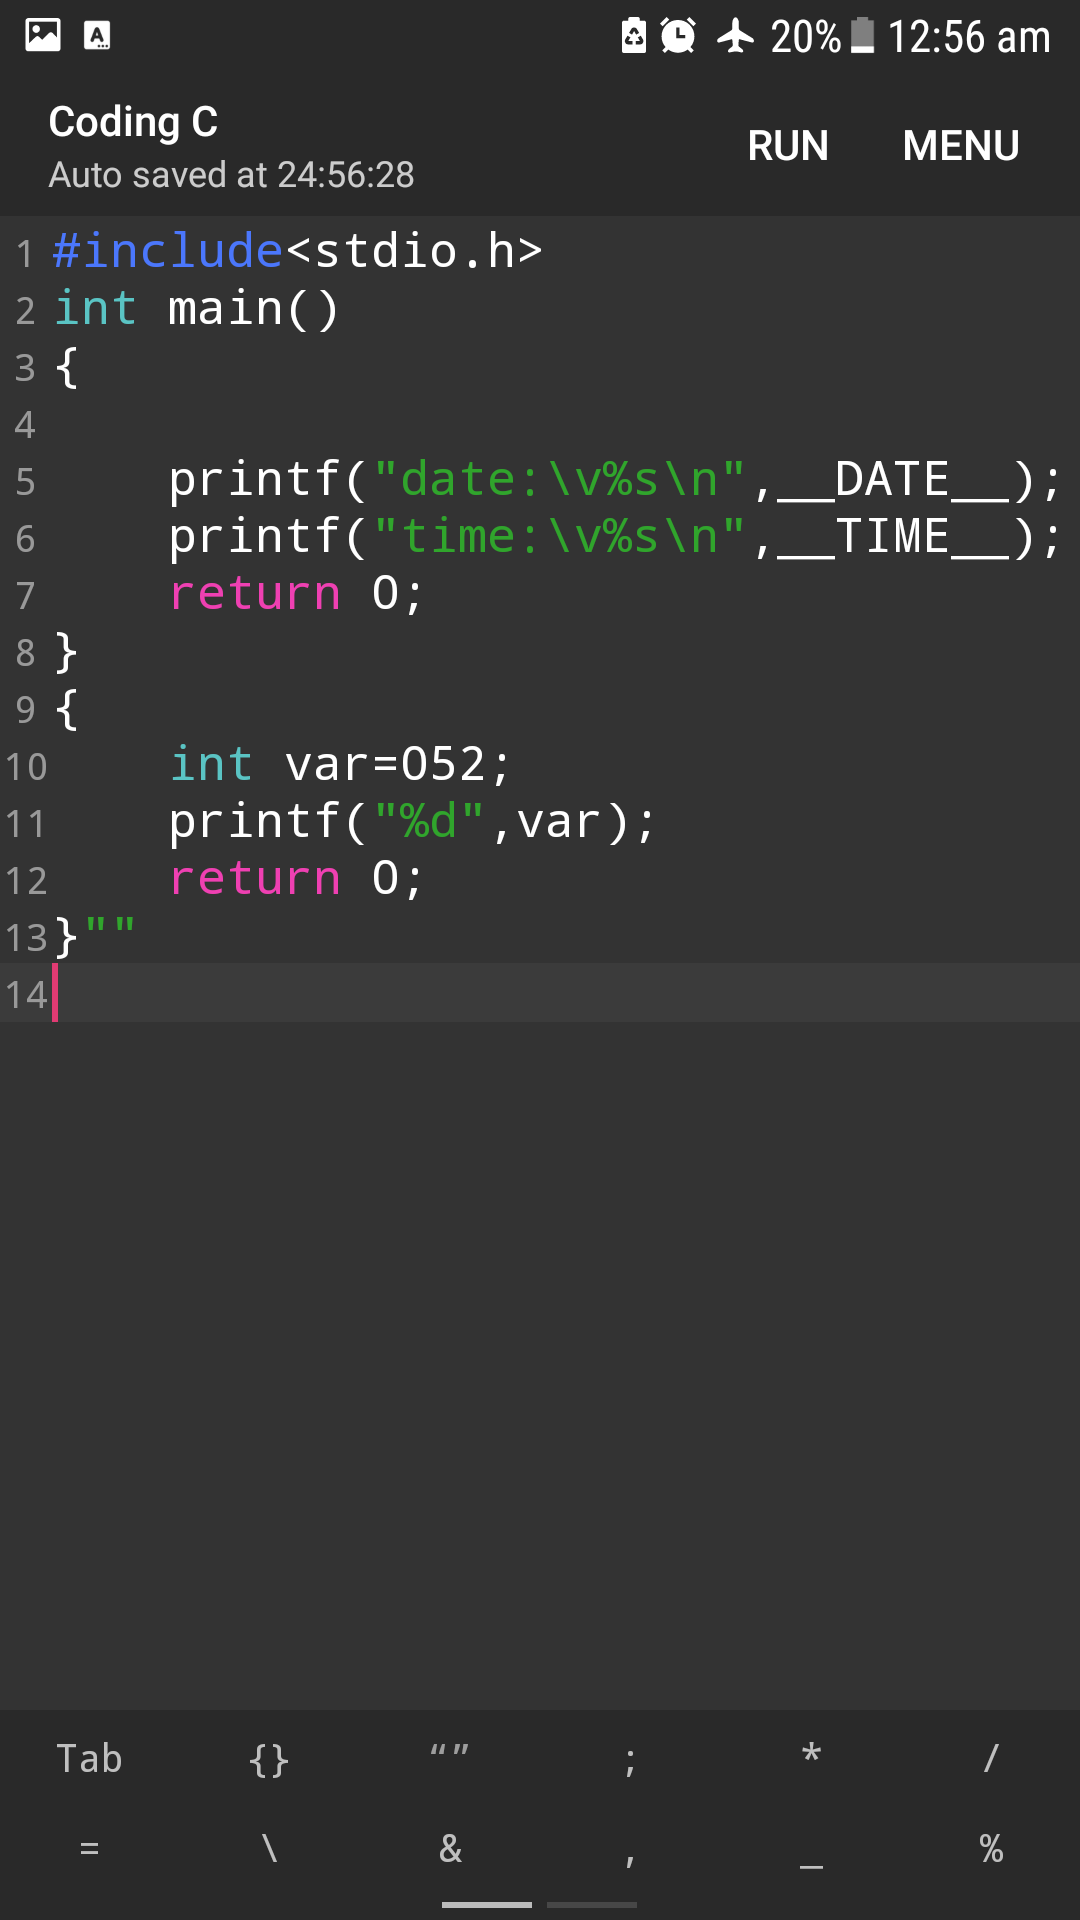 20% 12:56 am
Coding C
Auto saved at 24:56:28
RUN MENU
1 #include<stdio.h>
2 int main()
3 {
4
5     printf("date:\v%s\n",__DATE__);
6     printf("time:\v%s\n",__TIME__);
7     return 0;
8 }
9 {
10     int var=052;
11     printf("%d",var);
12     return 0;
13 }""
14
Tab {} “” ; * /
= \ & , _ %